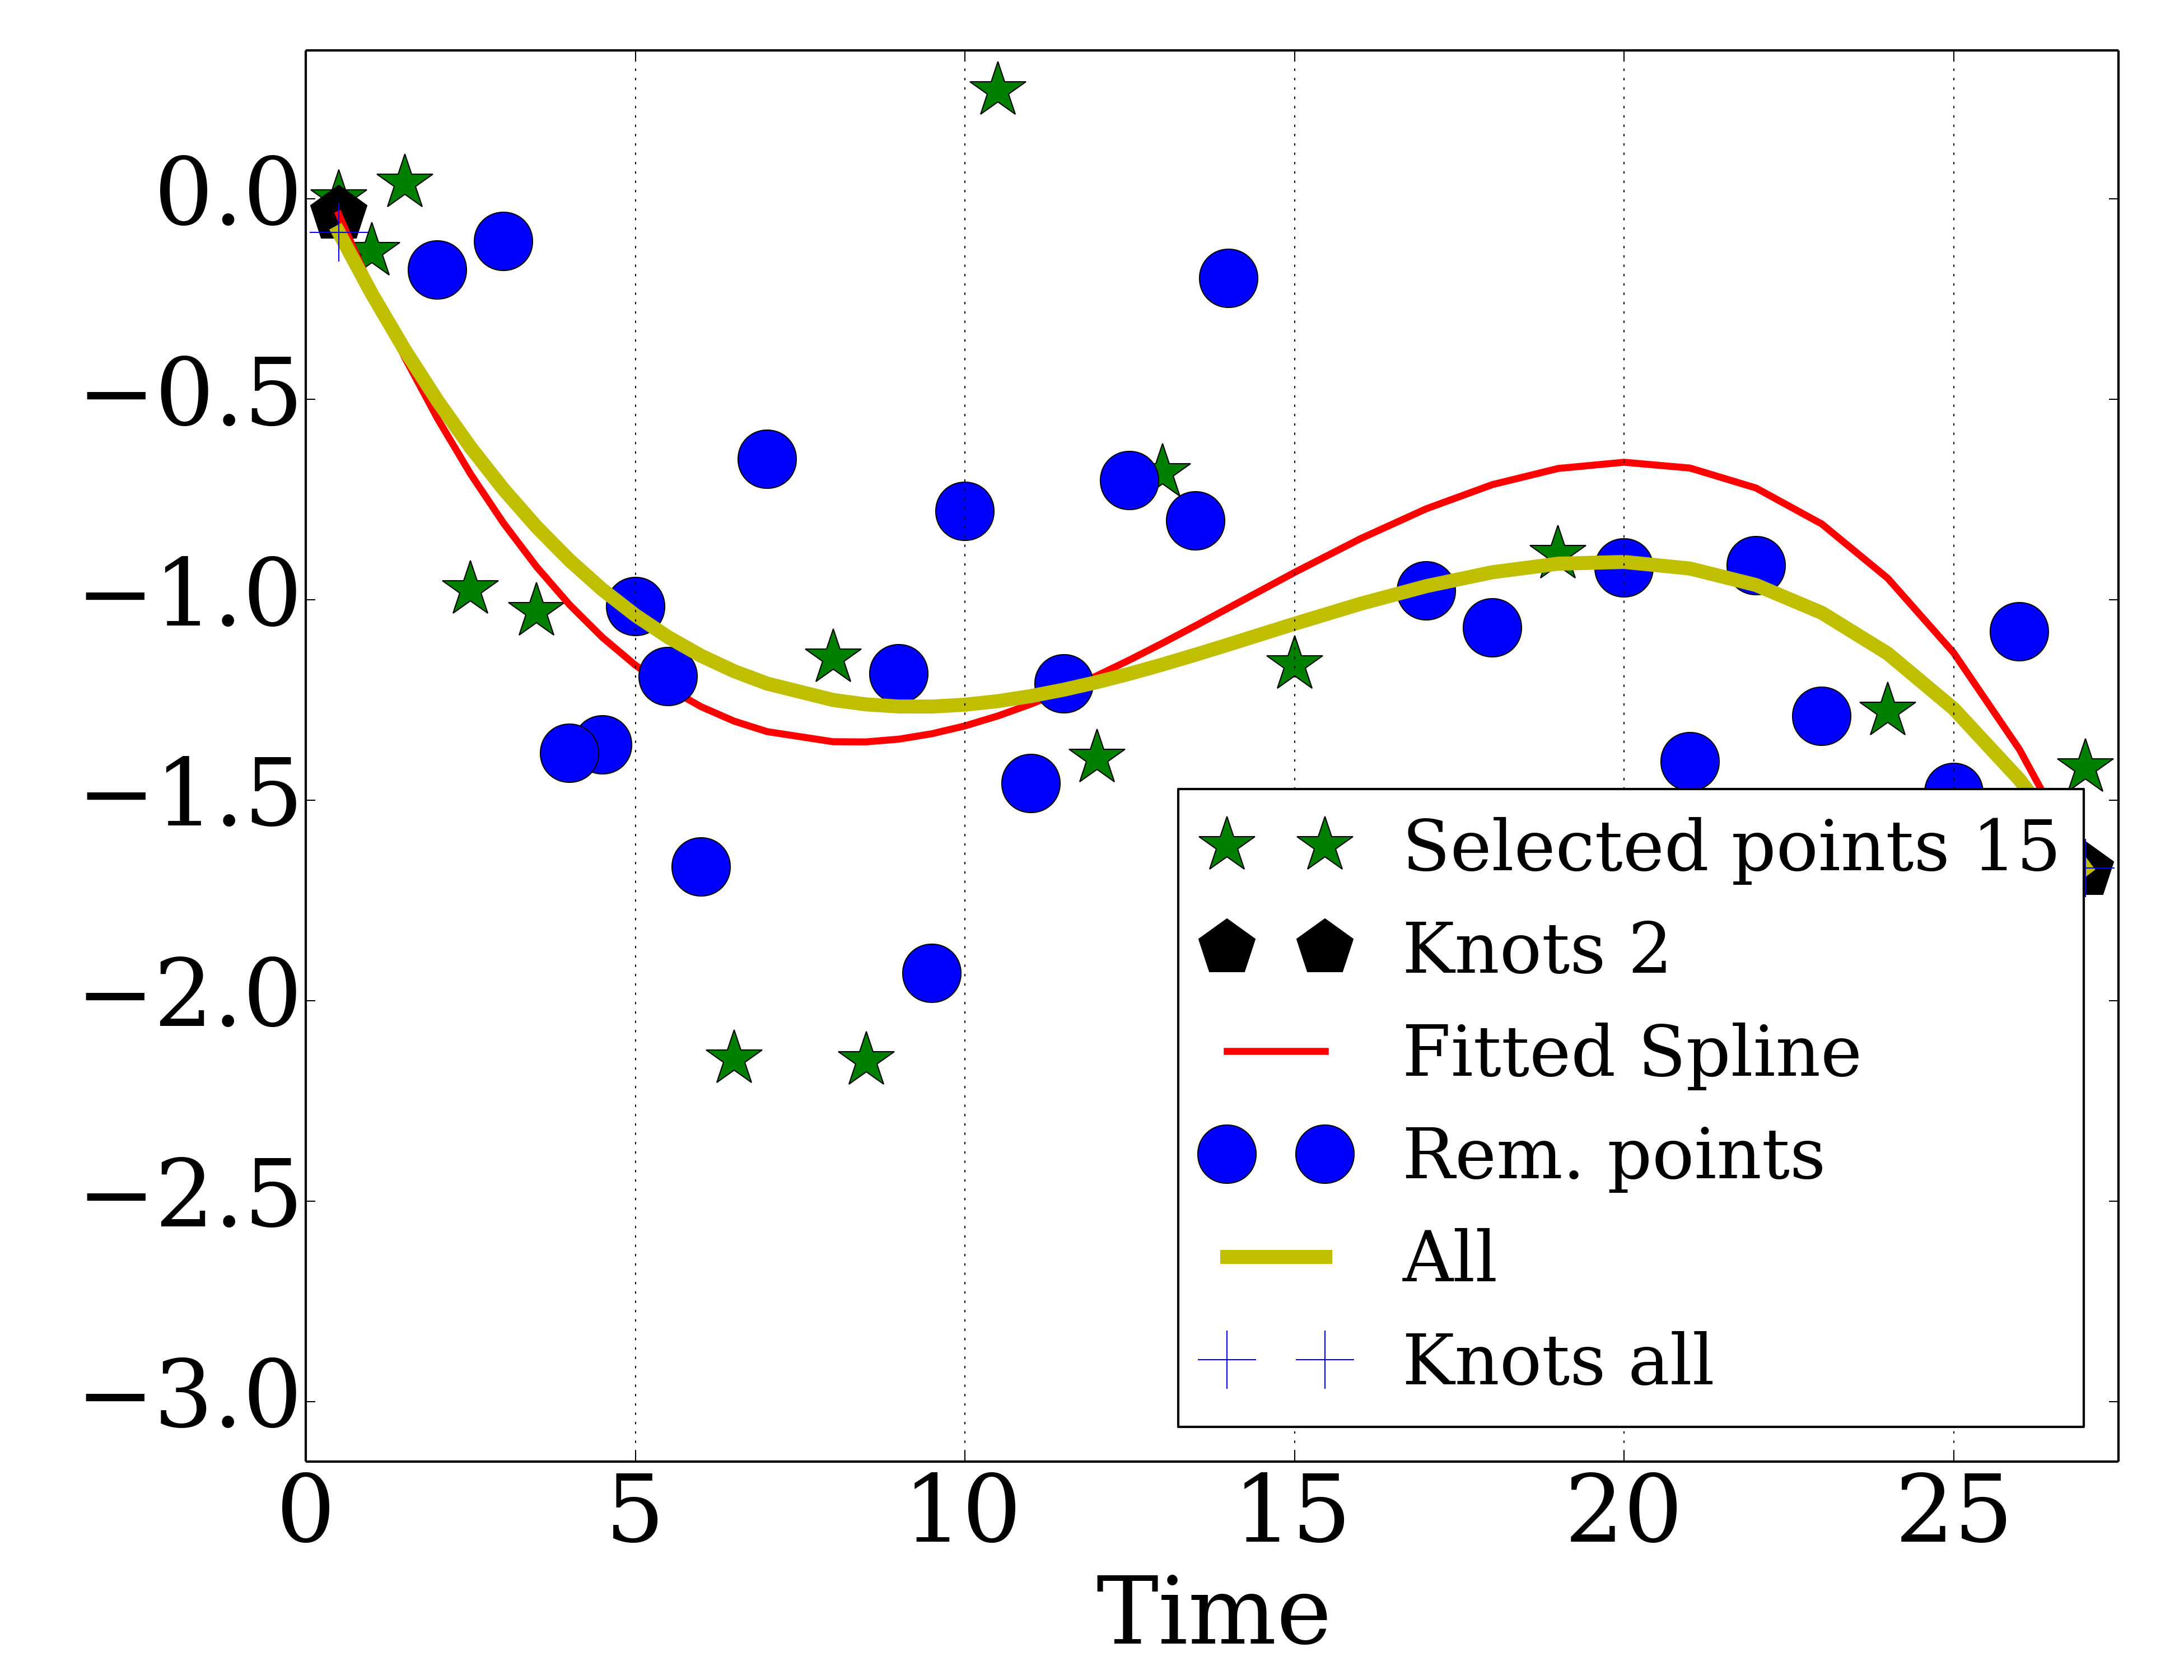 0.0
−0.5
−1.0
−1.5
−2.0
−2.5
−3.0
Selected points 15
Knots 2
Fitted Spline
Rem. points
All
Knots all
0 5 10 15 20 25
Time